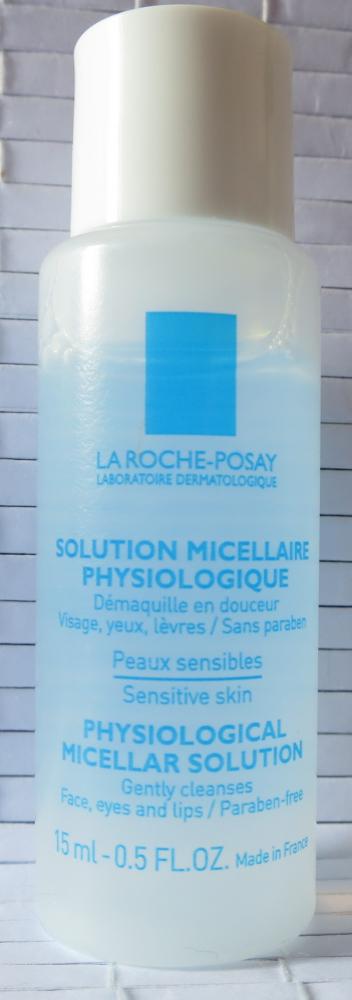 LA ROCHE-POSAY
LABORATOIRE DERMATOLOGIQUE
SOLUTION MICELLAIRE
PHYSIOLOGIQUE
Démaquille en douceur
Visage, yeux, lèvres / Sans paraben
Peaux sensibles
Sensitive skin
PHYSIOLOGICAL
MICELLAR SOLUTION
Gently cleanses
Face, eyes and lips / Paraben-free
15 ml - 0.5 FL.OZ. Made in France